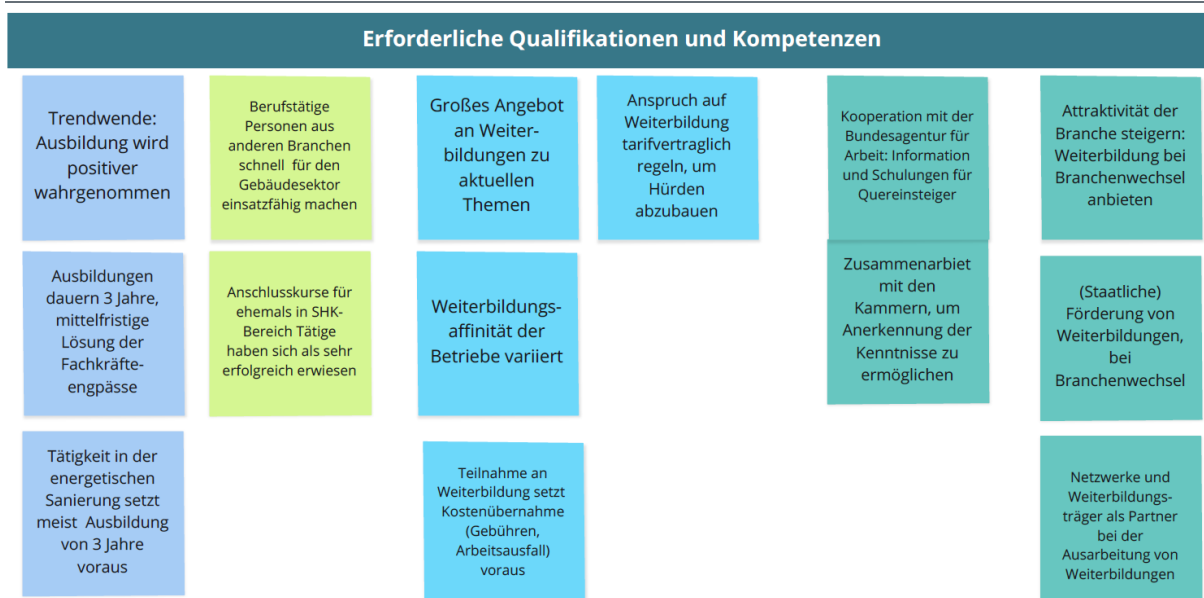 Erforderliche Qualifikationen und Kompetenzen
Trendwende:
Ausbildung wird
positiver
wahrgenommen
Berufstätige
Personen aus
anderen Branchen
schnell für den
Gebäudesektor
einsatzfähig machen
Großes Angebot
an Weiter-
bildungen zu
aktuellen
Themen
Anspruch auf
Weiterbildung
tarifvertraglich
regeln, um
Hürden
abzubauen
Kooperation mit der
Bundesagentur für
Arbeit: Information
und Schulungen für
Quereinsteiger
Attraktivität der
Branche steigern:
Weiterbildung bei
Branchenwechsel
anbieten
Ausbildungen
dauern 3 Jahre,
mittelfristige
Lösung der
Fachkräfte-
engpässe
Anschlusskurse für
ehemals in SHK-
Bereich Tätige
haben sich als sehr
erfolgreich erwiesen
Weiterbildungs-
affinität der
Betriebe variiert
Zusammenarbiet
mit den
Kammern, um
Anerkennung der
Kenntnisse zu
ermöglichen
(Staatliche)
Förderung von
Weiterbildungen,
bei
Branchenwechsel
Tätigkeit in der
energetischen
Sanierung setzt
meist Ausbildung
von 3 Jahre
voraus
Teilnahme an
Weiterbildung setzt
Kostenübernahme
(Gebühren,
Arbeitsausfall)
voraus
Netzwerke und
Weiterbildungs-
träger als Partner
bei der
Ausarbeitung von
Weiterbildungen